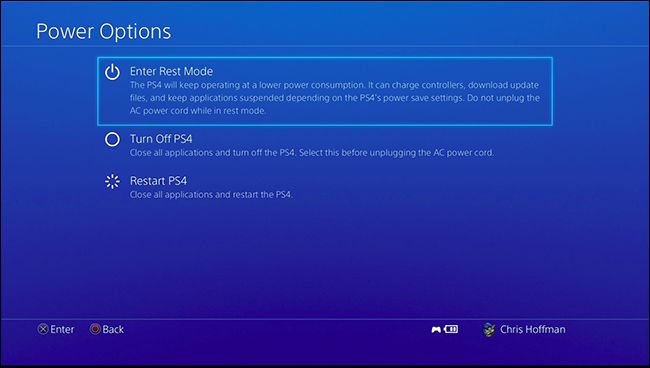 Power Options
Enter Rest Mode
The PS4 will keep operating at a lower power consumption. It can charge controllers, download update
files, and keep applications suspended depending on the PS4's power save settings. Do not unplug the
AC power cord while in rest mode.
Turn Off PS4
Close all applications and turn off the PS4. Select this before unplugging the AC power cord.
Restart PS4
Close all applications and restart the PS4.
Enter Back Chris Hoffman